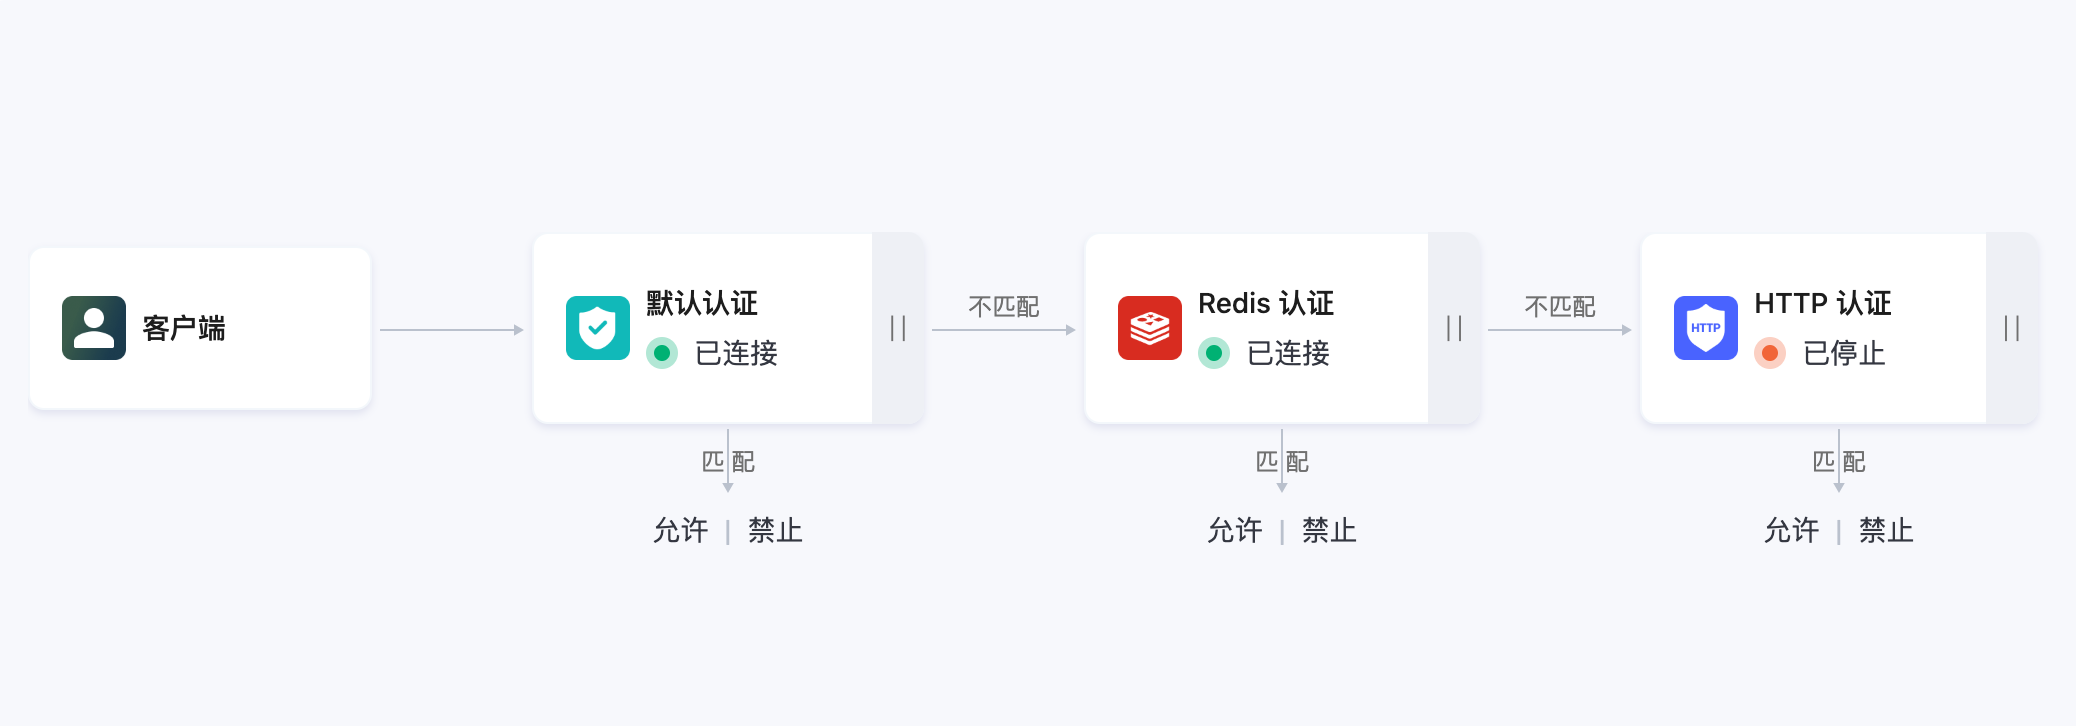 客户端
默认认证
已连接
不匹配
Redis 认证
已连接
不匹配
HTTP
HTTP 认证
已停止
匹配
匹配
匹配
允许 | 禁止
允许 | 禁止
允许 | 禁止